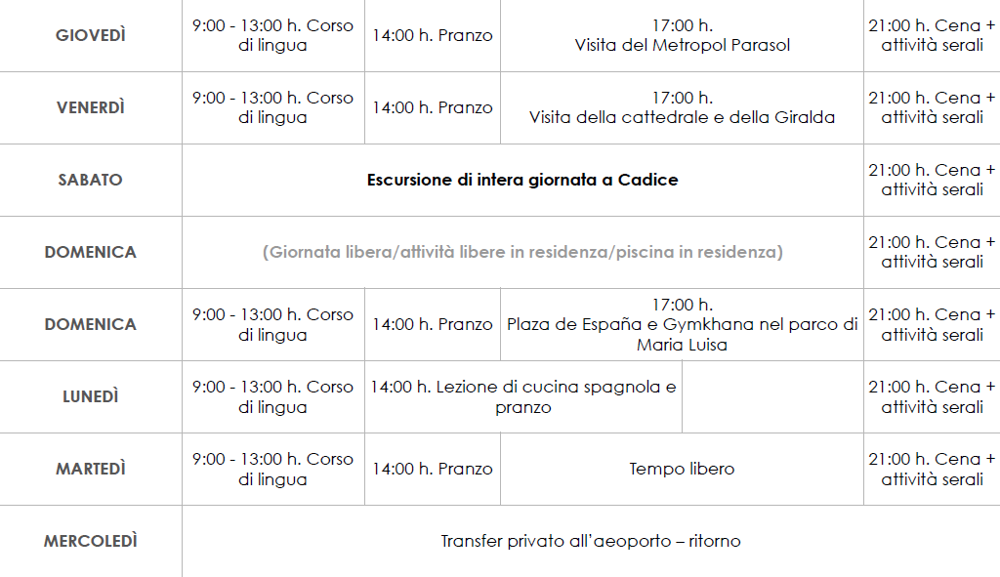 GIOVEDÌ
9:00 - 13:00 h. Corso
di lingua
14:00 h. Pranzo
17:00 h.
Visita del Metropol Parasol
21:00 h. Cena +
attività serali
VENERDÌ
9:00 - 13:00 h. Corso
di lingua
14:00 h. Pranzo
17:00 h.
Visita della cattedrale e della Giralda
21:00 h. Cena +
attività serali
SABATO
Escursione di intera giornata a Cadice
21:00 h. Cena +
attività serali
DOMENICA
(Giornata libera/attività libere in residenza/piscina in residenza)
21:00 h. Cena +
attività serali
DOMENICA
9:00 - 13:00 h. Corso
di lingua
14:00 h. Pranzo
17:00 h.
Plaza de España e Gymkhana nel parco di
Maria Luisa
21:00 h. Cena +
attività serali
LUNEDÌ
9:00 - 13:00 h. Corso
di lingua
14:00 h. Lezione di cucina spagnola e
pranzo
21:00 h. Cena +
attività serali
MARTEDÌ
9:00 - 13:00 h. Corso
di lingua
14:00 h. Pranzo
Tempo libero
21:00 h. Cena +
attività serali
MERCOLEDÌ
Transfer privato all’aeoporto – ritorno